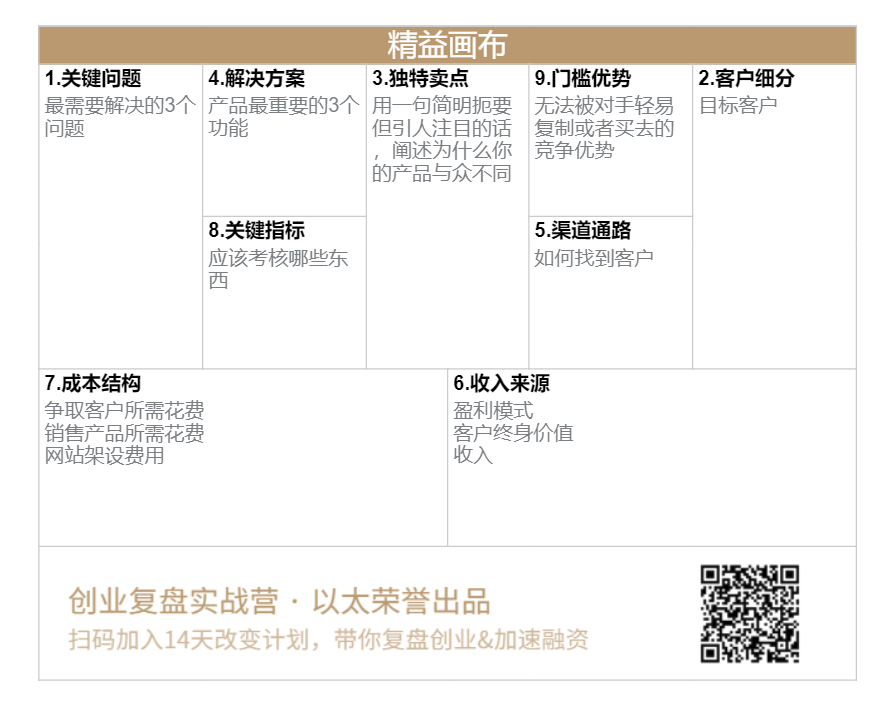 精益画布
1.关键问题
最需要解决的3个
问题
4.解决方案
产品最重要的3个
功能
8.关键指标
应该考核哪些东
西
3.独特卖点
用一句简明扼要
但引人注目的话
，阐述为什么你
的产品与众不同
9.门槛优势
无法被对手轻易
复制或者买去的
竞争优势
5.渠道通路
如何找到客户
2.客户细分
目标客户
7.成本结构
争取客户所需花费
销售产品所需花费
网站架设费用
6.收入来源
盈利模式
客户终身价值
收入
创业复盘实战营 · 以太荣誉出品
扫码加入14天改变计划，带你复盘创业&加速融资